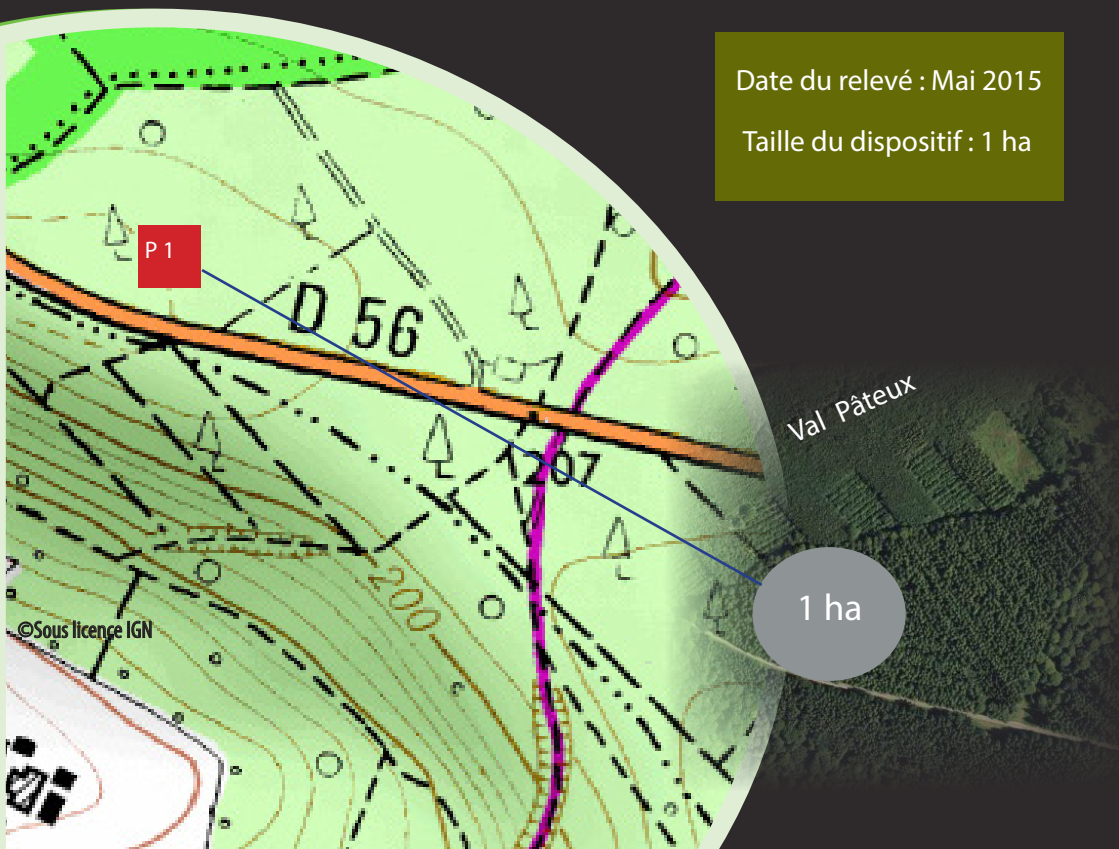 Date du relevé : Mai 2015
Taille du dispositif : 1 ha
P 1
D 56
Val Pâteux
207
200
1 ha
©Sous licence IGN